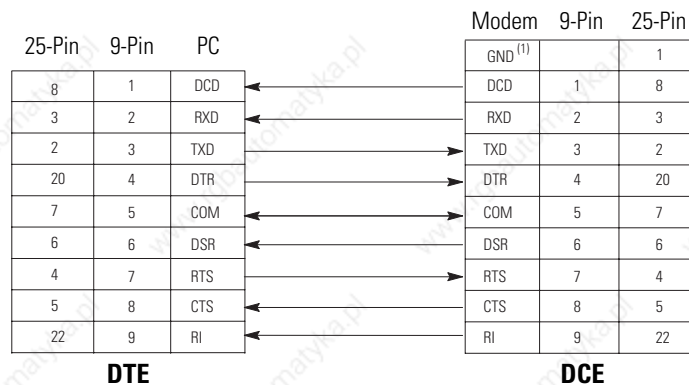 Modem 9-Pin 25-Pin
25-Pin 9-Pin PC
GND (1) 1
8 1 DCD DCD 1 8
3 2 RXD RXD 2 3
2 3 TXD TXD 3 2
20 4 DTR DTR 4 20
7 5 COM COM 5 7
6 6 DSR DSR 6 6
4 7 RTS RTS 7 4
5 8 CTS CTS 8 5
22 9 RI RI 9 22
DTE DCE
www.rgbautomatyka.pl